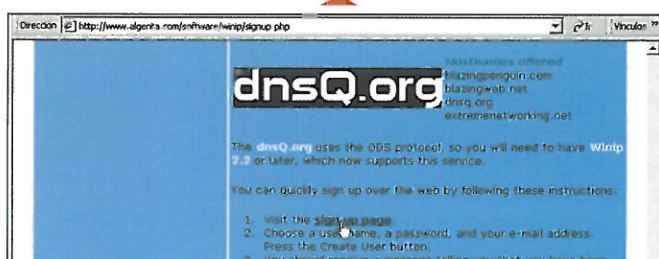 Dirección http://www.algenta.com/software/winip/signup.php Ir Vínculos »
Hostnames offered
dnsQ.org
blazingpenguin.com
blazingweb.net
dnsq.org
extremenetworking.net
The dnsQ.org uses the ODS protocol, so you will need to have Winip
2.2 or later, which now supports this service.
You can quickly sign up over the web by following these instructions:
1. Visit the sign up page.
2. Choose a username, a password, and your e-mail address.
Press the Create User button.